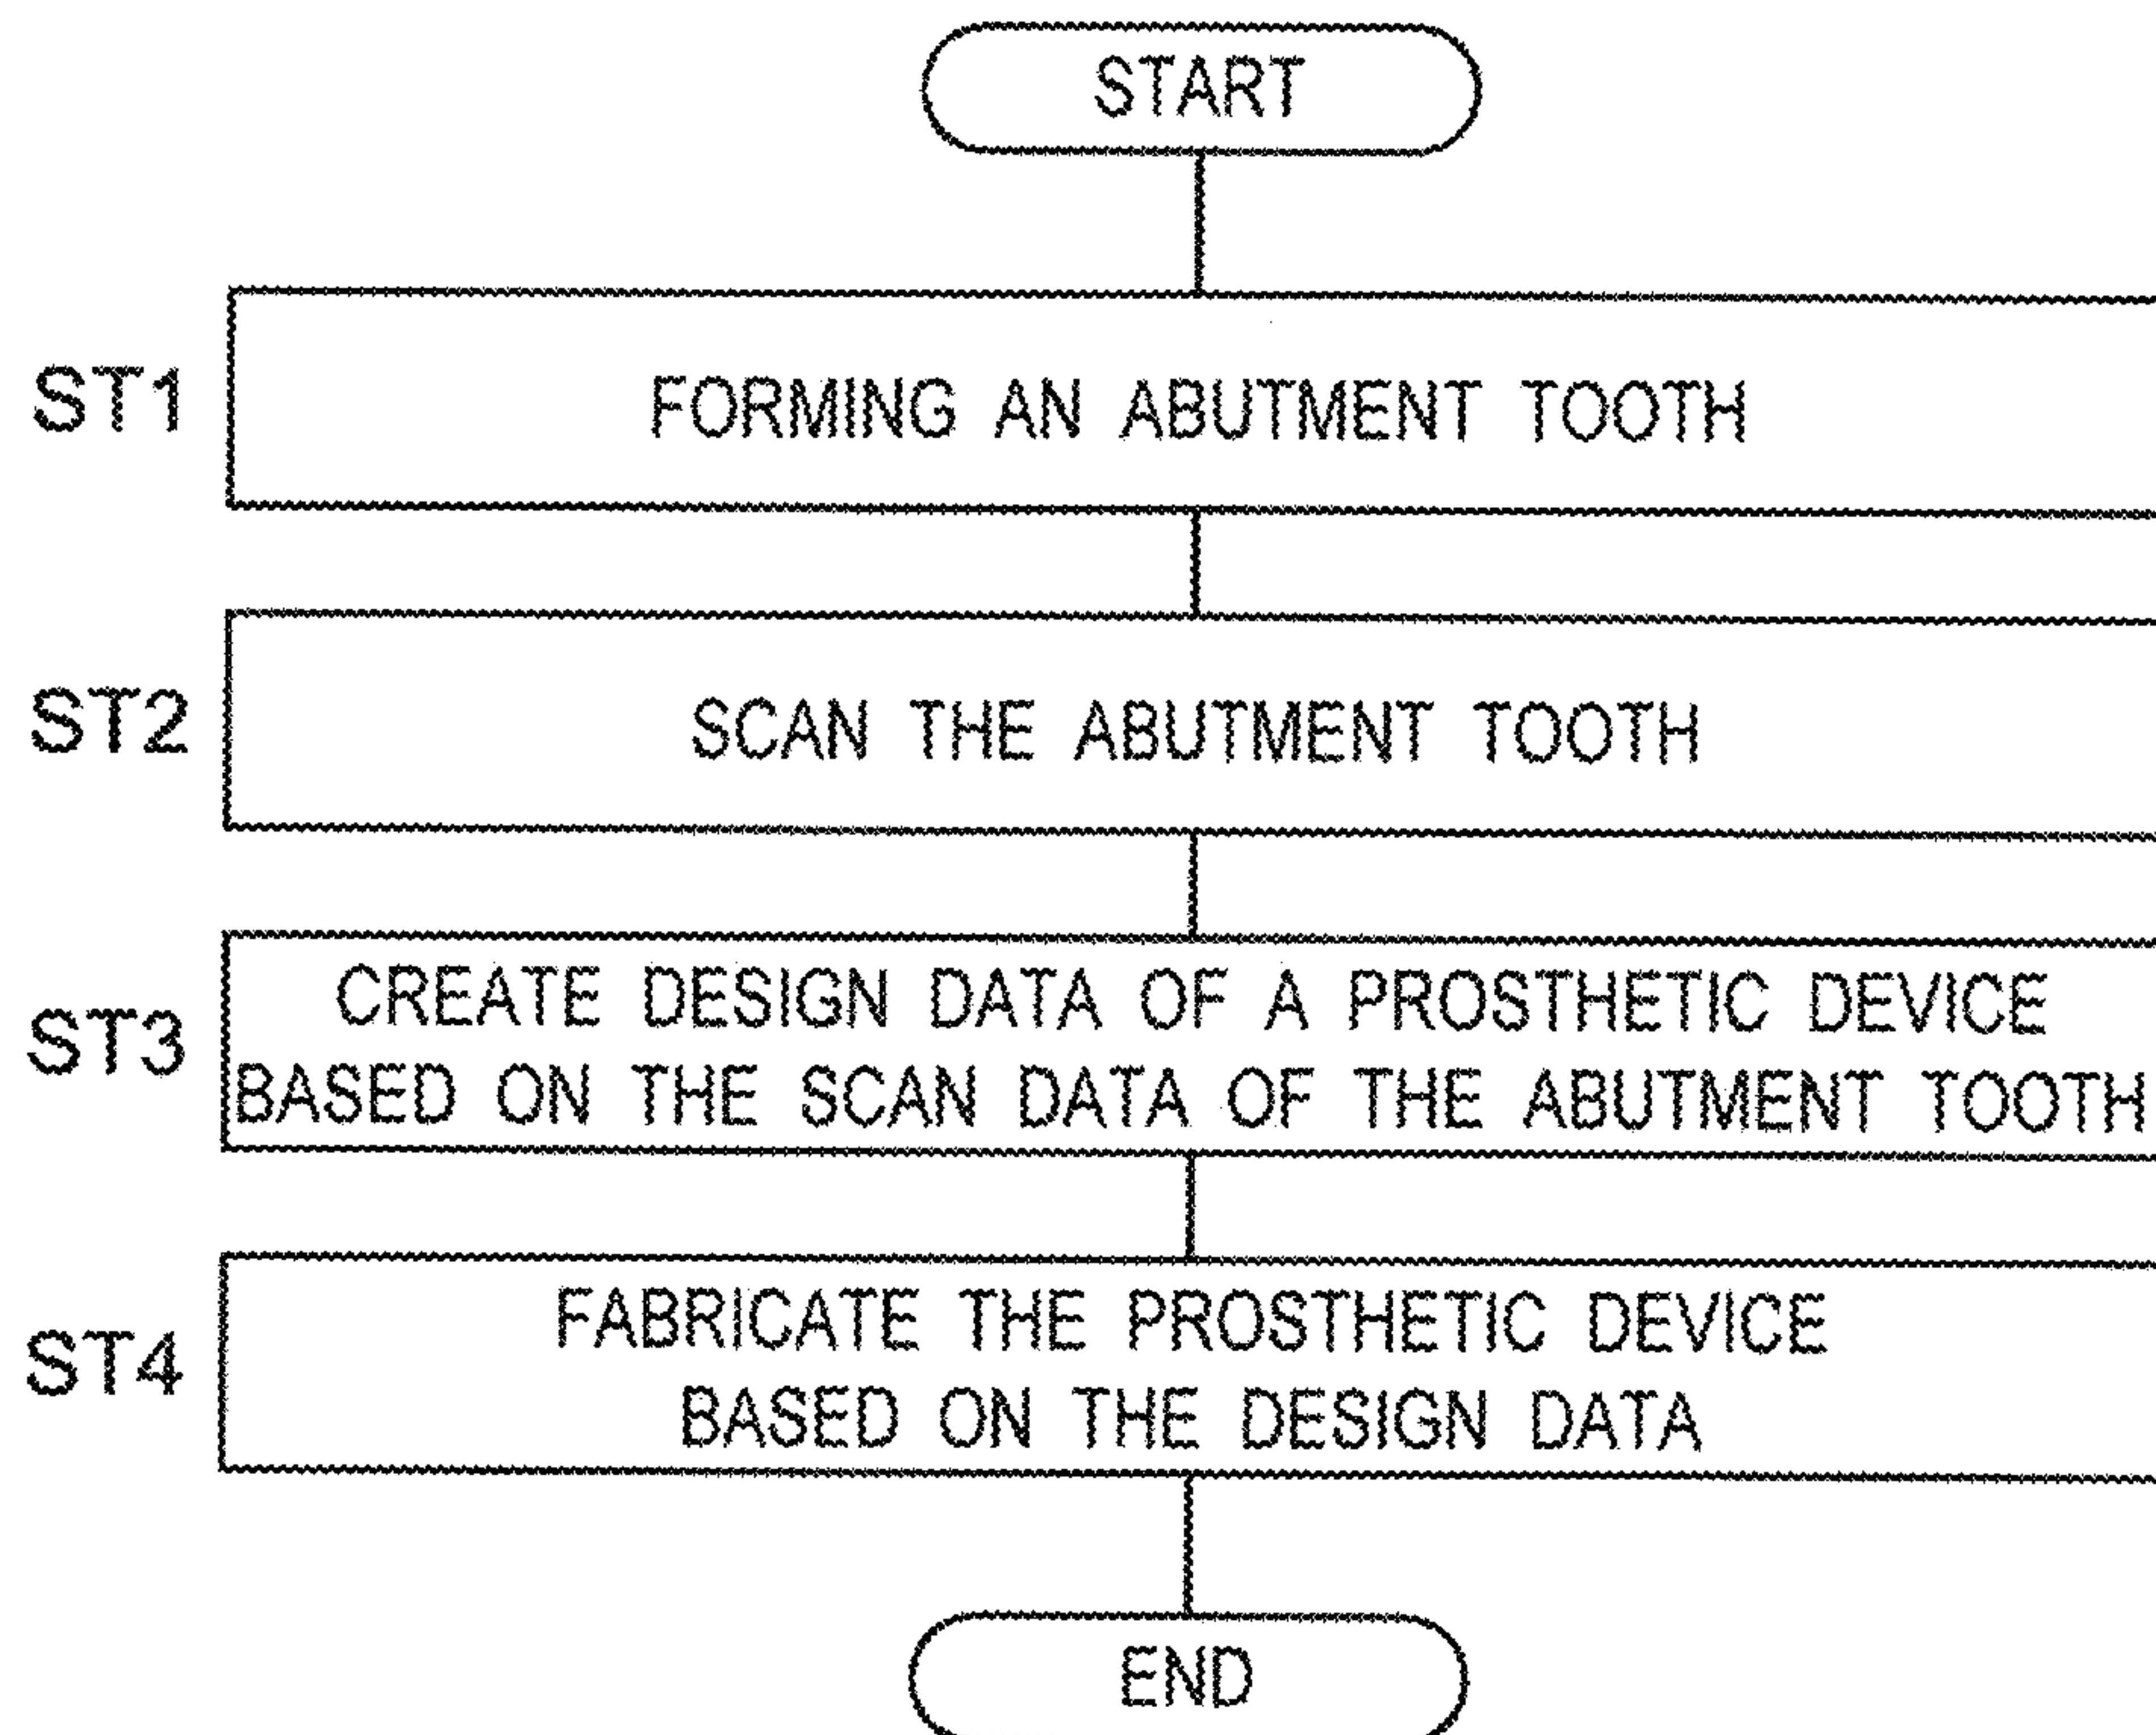 START
ST1
FORMING AN ABUTMENT TOOTH
ST2
SCAN THE ABUTMENT TOOTH
ST3
CREATE DESIGN DATA OF A PROSTHETIC DEVICE
BASED ON THE SCAN DATA OF THE ABUTMENT TOOTH
ST4
FABRICATE THE PROSTHETIC DEVICE
BASED ON THE DESIGN DATA
END